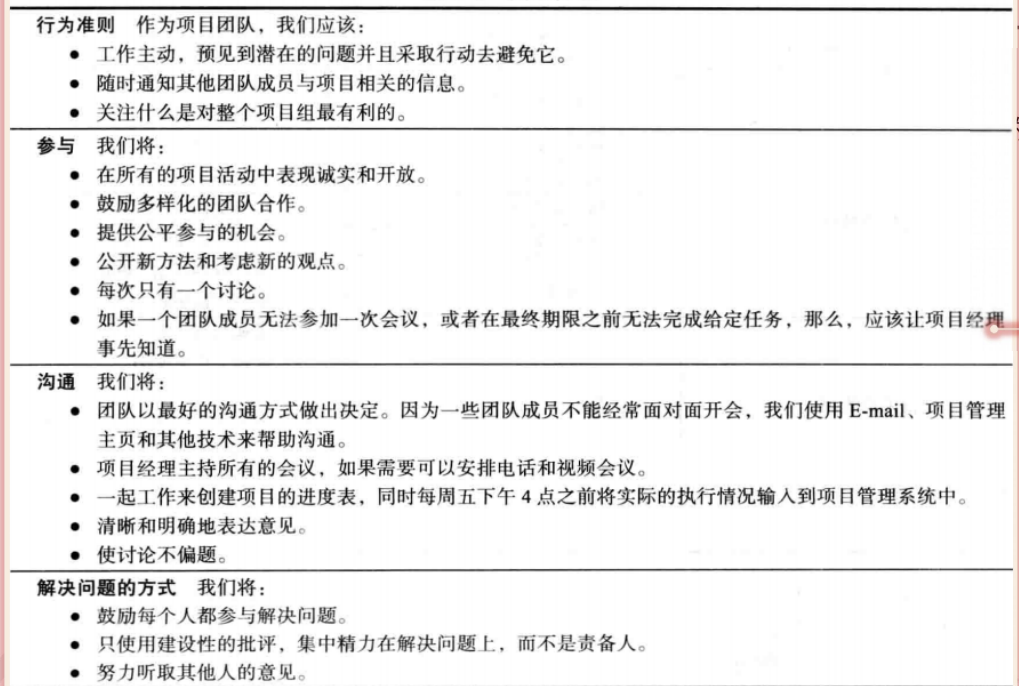 行为准则 作为项目团队，我们应该：
● 工作主动，预见到潜在的问题并且采取行动去避免它。
● 随时通知其他团队成员与项目相关的信息。
● 关注什么是对整个项目组最有利的。
参与 我们将：
● 在所有的项目活动中表现诚实和开放。
● 鼓励多样化的团队合作。
● 提供公平参与的机会。
● 公开新方法和考虑新的观点。
● 每次只有一个讨论。
● 如果一个团队成员无法参加一次会议，或者在最终期限之前无法完成给定任务，那么，应该让项目经理
事先知道。
沟通 我们将：
● 团队以最好的沟通方式做出决定。因为一些团队成员不能经常面对面开会，我们使用 E-mail、项目管理
主页和其他技术来帮助沟通。
● 项目经理主持所有的会议，如果需要可以安排电话和视频会议。
● 一起工作来创建项目的进度表，同时每周五下午 4 点之前将实际的执行情况输入到项目管理系统中。
● 清晰和明确地表达意见。
● 使讨论不偏题。
解决问题的方式 我们将：
● 鼓励每个人都参与解决问题。
● 只使用建设性的批评，集中精力在解决问题上，而不是责备人。
● 努力听取其他人的意见。